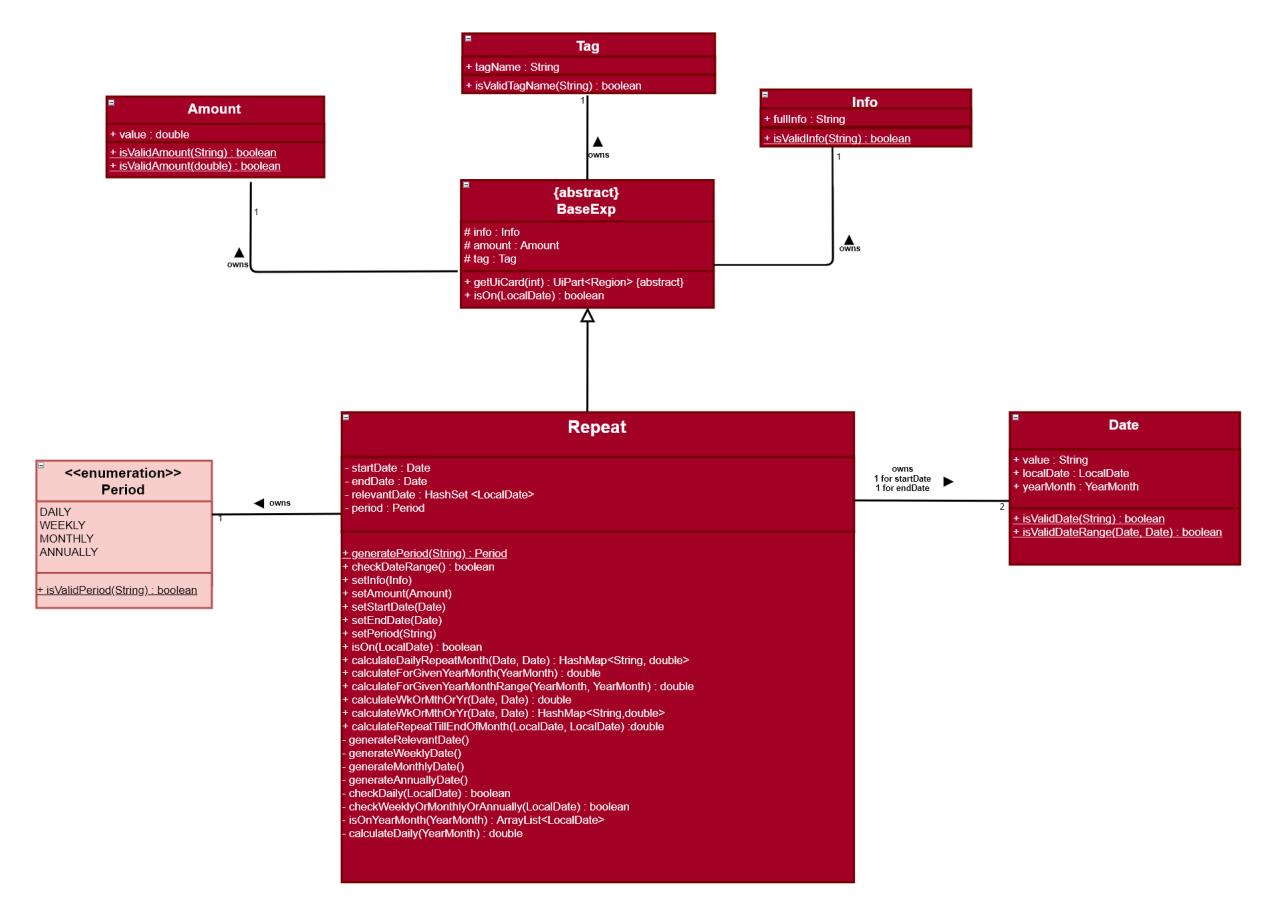 Tag
+ tagName : String
+ isValidTagName(String) : boolean
1
owns
Amount
+ value : double
+ isValidAmount(String) : boolean
+ isValidAmount(double) : boolean
1
owns
Info
+ fullInfo : String
+ isValidInfo(String) : boolean
1
owns
{abstract}
BaseExp
# info : Info
# amount : Amount
# tag : Tag
+ getUiCard(int) : UiPart<Region> {abstract}
+ isOn(LocalDate) : boolean
Repeat
- startDate : Date
- endDate : Date
- relevantDate : HashSet <LocalDate>
- period : Period
+ generatePeriod(String) : Period
+ checkDateRange() : boolean
+ setInfo(Info)
+ setAmount(Amount)
+ setStartDate(Date)
+ setEndDate(Date)
+ setPeriod(String)
+ isOn(LocalDate) : boolean
+ calculateDailyRepeatMonth(Date, Date) : HashMap<String, double>
+ calculateForGivenYearMonth(YearMonth) : double
+ calculateForGivenYearMonthRange(YearMonth, YearMonth) : double
+ calculateWkOrMthOrYr(Date, Date) : double
+ calculateWkOrMthOrYr(Date, Date) : HashMap<String,double>
+ calculateRepeatTillEndOfMonth(LocalDate, LocalDate) :double
- generateRelevantDate()
- generateWeeklyDate()
- generateMonthlyDate()
- generateAnnuallyDate()
- checkDaily(LocalDate) : boolean
- checkWeeklyOrMonthlyOrAnnually(LocalDate) : boolean
- isOnYearMonth(YearMonth) : ArrayList<LocalDate>
- calculateDaily(YearMonth) : double
<<enumeration>>
Period
DAILY
WEEKLY
MONTHLY
ANNUALLY
+ isValidPeriod(String) : boolean
1
owns
owns
1 for startDate
1 for endDate
2
Date
+ value : String
+ localDate : LocalDate
+ yearMonth : YearMonth
+ isValidDate(String) : boolean
+ isValidDateRange(Date, Date) : boolean